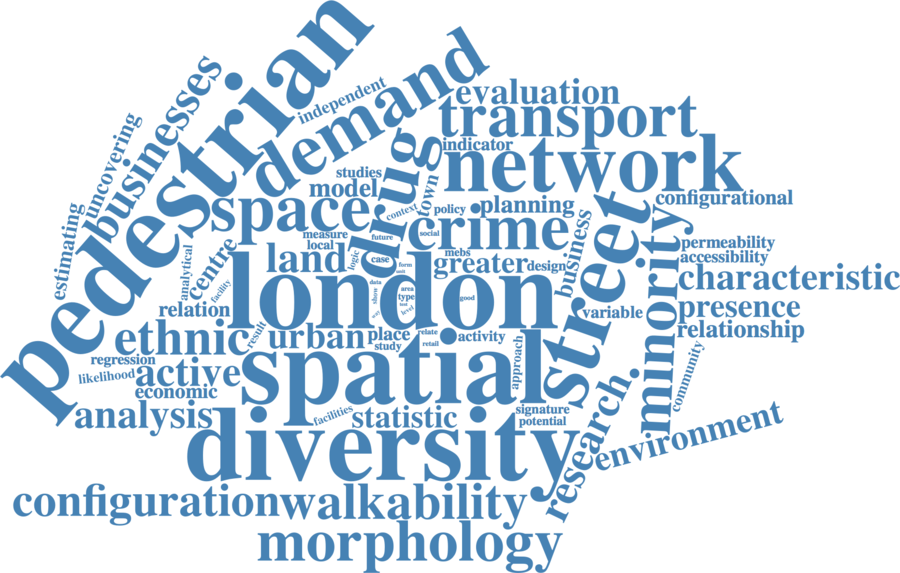 pedestrian
demand
independent
businesses
uncovering
estimating
evaluation
transport
indicator
network
studies
model
drug
town
context
policy
planning
configurational
space
crime
social
measure
local
future
logic
case
form
unit
mebs
business
street
minority
permeability
accessibility
characteristic
analytical
centre
facility
land
greater
design
london
data
show
area
type
test
level
good
presence
variable
relationship
relation
result
ethnic
urban
place
study
relate
retail
activity
approach
regression
likelihood
active
economic
spatial
community
analysis
facilities
statistic
signature
potential
diversity
research.
environment
configuration
walkability
morphology